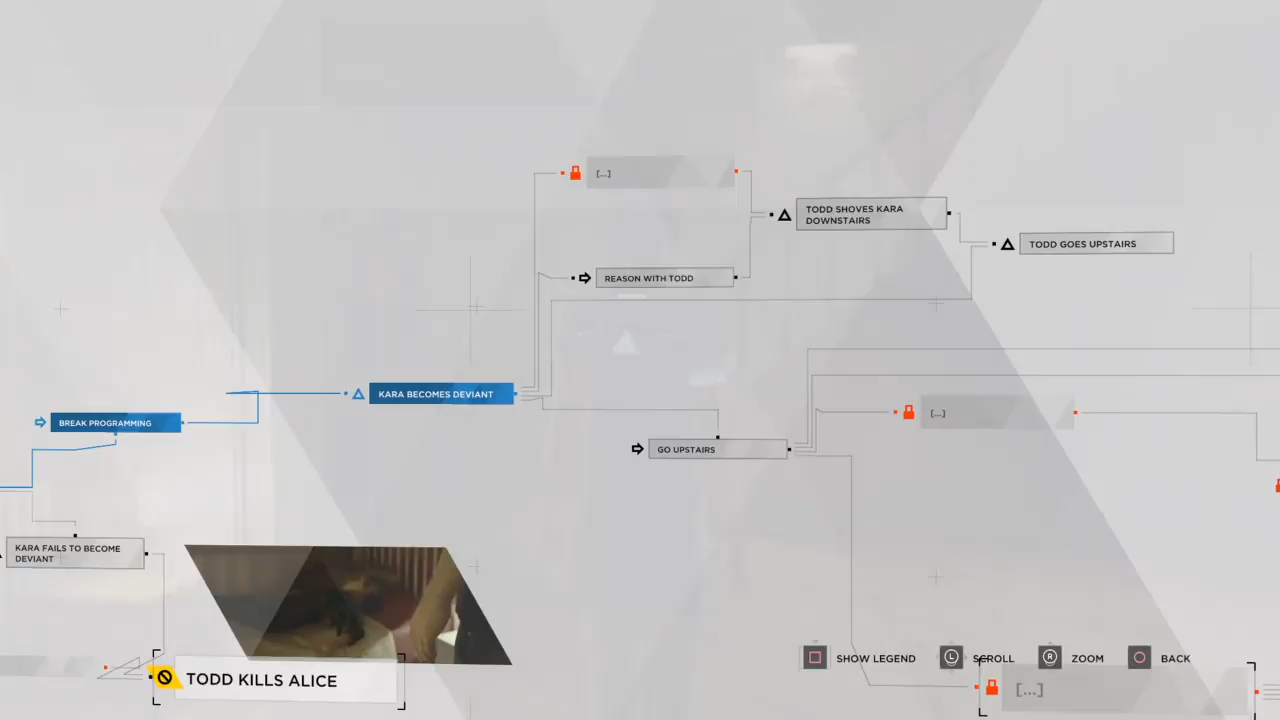 [...]
TODD SHOVES KARA
DOWNSTAIRS
TODD GOES UPSTAIRS
REASON WITH TODD
KARA BECOMES DEVIANT
BREAK PROGRAMMING
[...]
GO UPSTAIRS
KARA FAILS TO BECOME
DEVIANT
TODD KILLS ALICE
SHOW LEGEND
L
SCROLL
R
ZOOM
BACK
[...]